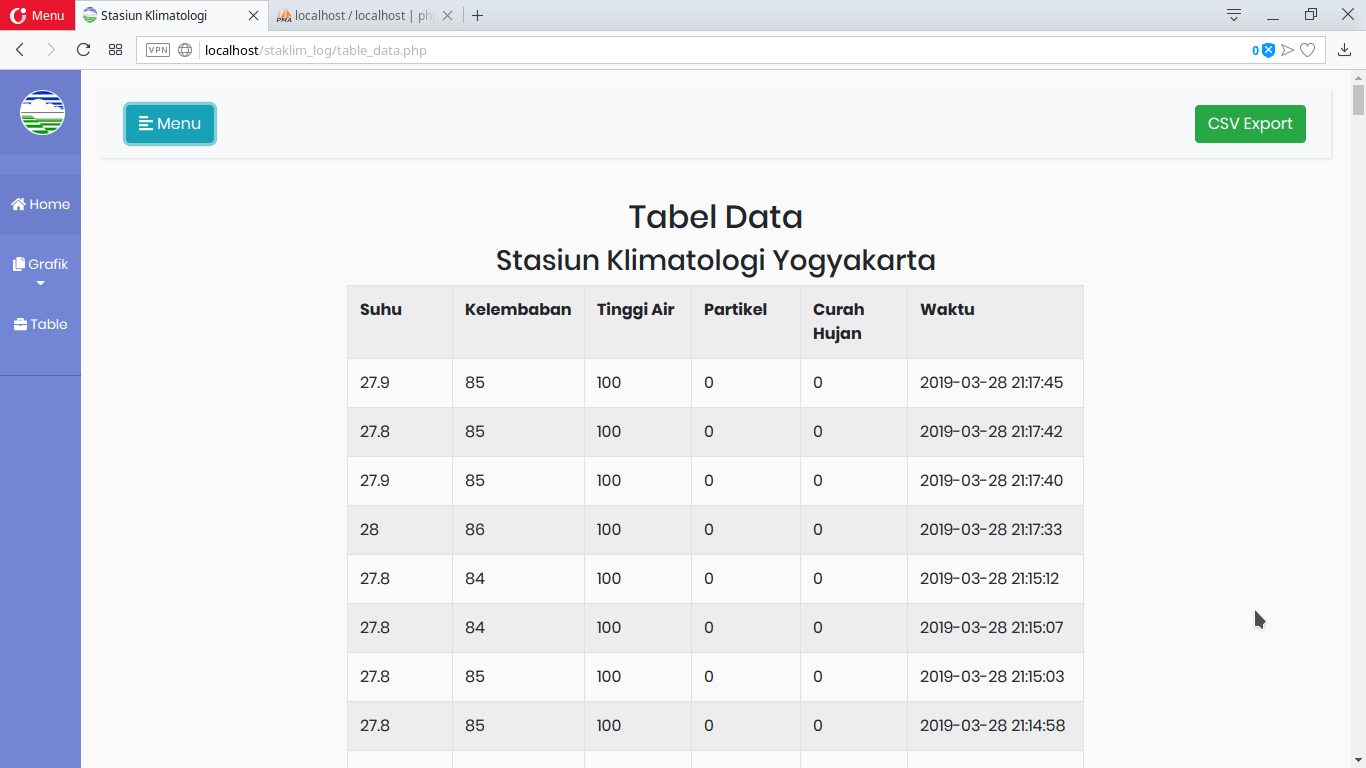 Menu
Stasiun Klimatologi
localhost / localhost | ph
VPN
localhost/staklim_log/table_data.php
0
Menu
CSV Export
Home
Grafik
Table
Tabel Data
Stasiun Klimatologi Yogyakarta
Suhu Kelembaban Tinggi Air Partikel Curah Hujan Waktu
27.9 85 100 0 0 2019-03-28 21:17:45
27.8 85 100 0 0 2019-03-28 21:17:42
27.9 85 100 0 0 2019-03-28 21:17:40
28 86 100 0 0 2019-03-28 21:17:33
27.8 84 100 0 0 2019-03-28 21:15:12
27.8 84 100 0 0 2019-03-28 21:15:07
27.8 85 100 0 0 2019-03-28 21:15:03
27.8 85 100 0 0 2019-03-28 21:14:58